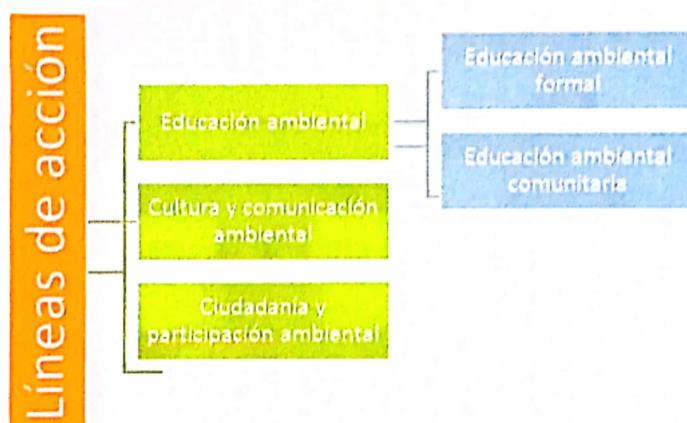 Líneas de acción
Educación ambiental
Cultura y comunicación
ambiental
Ciudadanía y
participación ambiental
Educación ambiental
formal
Educación ambiental
comunitaria